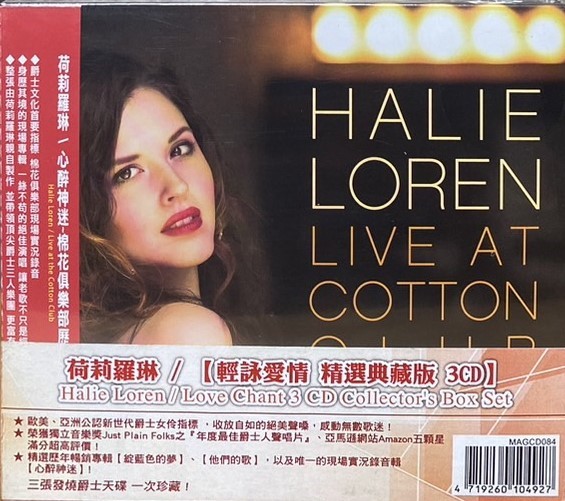 荷莉羅琳 / 心醉神迷-棉花俱樂部
Halie Loren / Live at the Cotton Club
◆爵士文化首要指標 棉花俱樂部現場實況錄音
◆身歷其境的現場專輯 一絲不苟的絕佳演唱 讓老歌不只是
◆整張由荷莉羅琳親自製作 並帶領頂尖爵士三人樂團 更富有
HALIE
LOREN
LIVE AT
COTTON
CLUB
荷莉羅琳 / 【輕詠愛情 精選典藏版 3CD】
Halie Loren / Love Chant 3 CD Collector's Box Set
★ 歐美、亞洲公認新世代爵士女伶指標 ，收放自如的絕美聲嗓，感動無數歌迷！
★ 榮獲獨立音樂獎Just Plain Folks之『年度最佳爵士人聲唱片』、亞馬遜網站Amazon五顆星
滿分超高評價！
★ 精選歷年暢銷專輯【綻藍色的夢】、【他們的歌】，以及唯一的現場實況錄音輯
【心醉神迷】！
三張發燒爵士天碟 一次珍藏！
MAGCD084
4 719260 104927